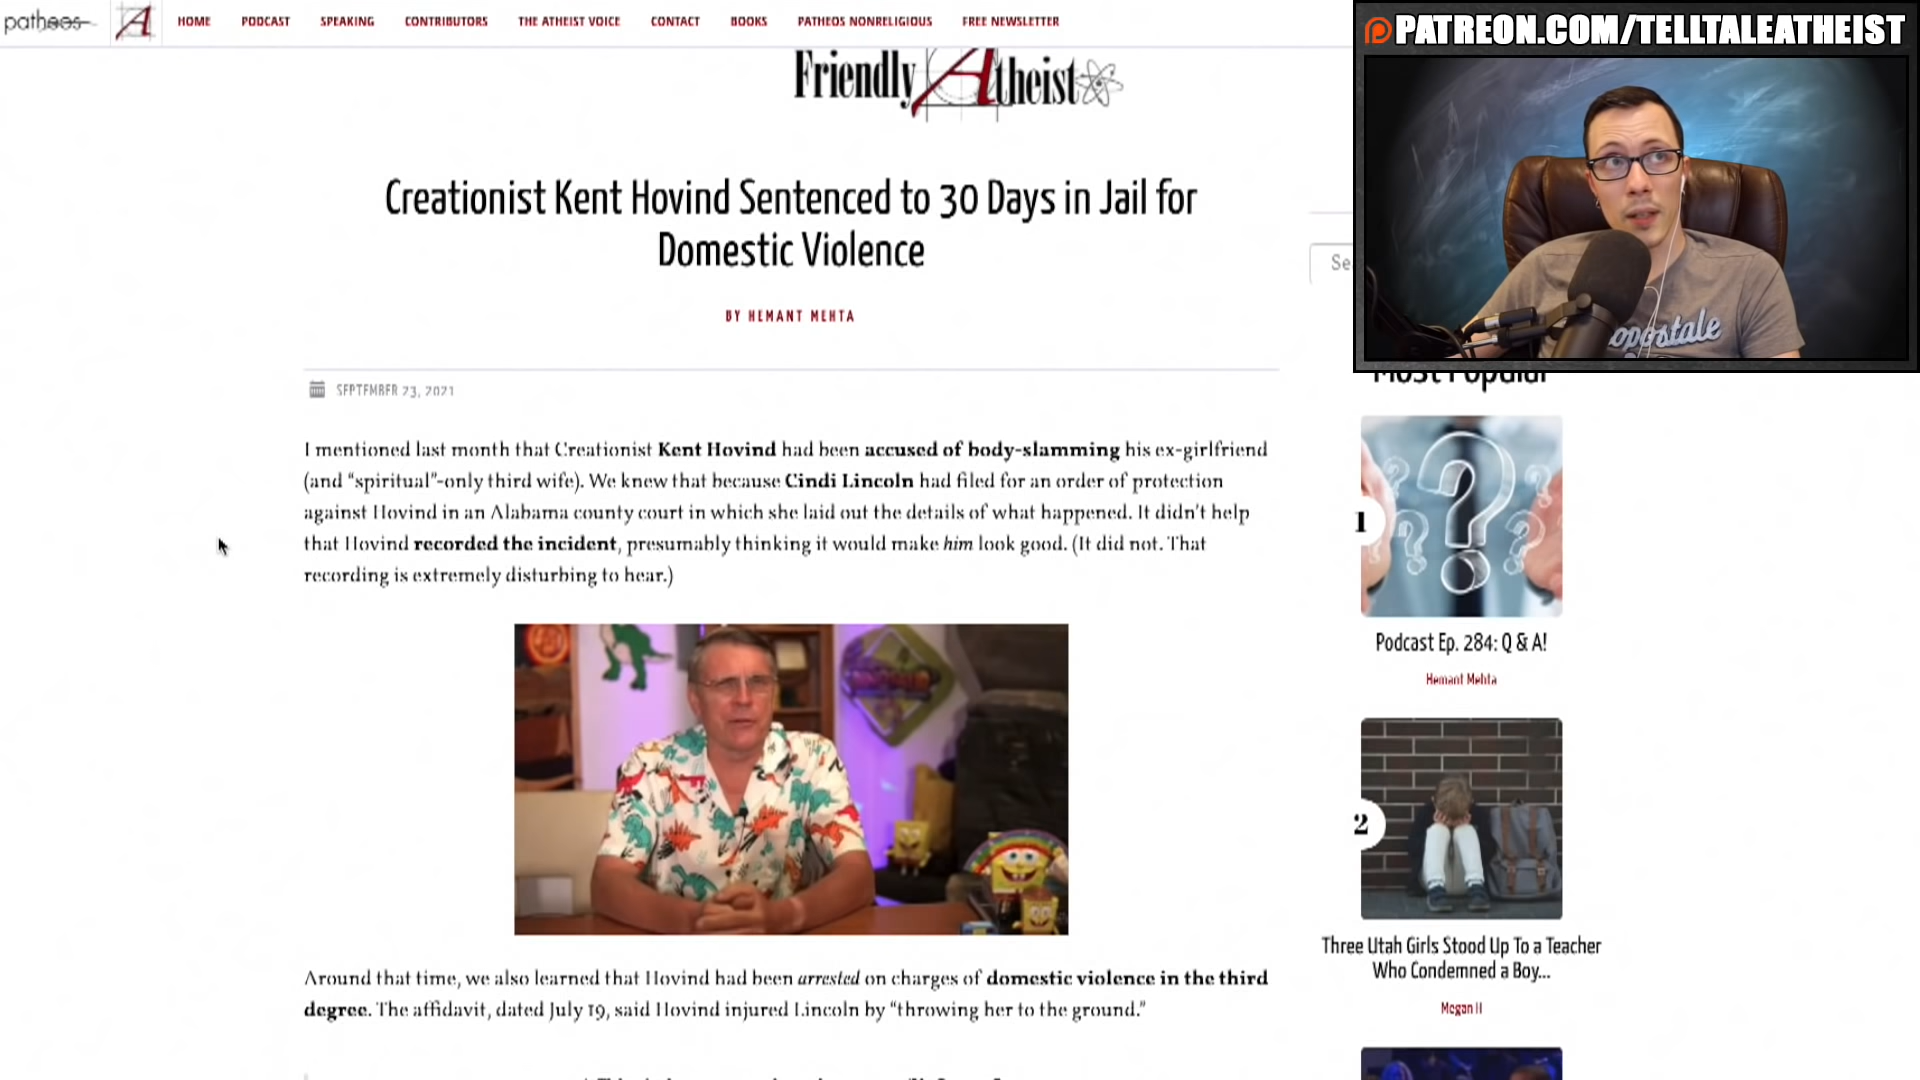 patheos
A
HOME
PODCAST
SPEAKING
CONTRIBUTORS
THE ATHEIST VOICE
CONTACT
BOOKS
PATHEOS NONRELIGIOUS
FREE NEWSLETTER
PATREON.COM/TELLTALEATHEIST
Friendly Atheist
Creationist Kent Hovind Sentenced to 30 Days in Jail for
Domestic Violence
BY HEMANT MEHTA
Se
opostale
SEPTEMBER 23, 2021
I mentioned last month that Creationist Kent Hovind had been accused of body-slamming his ex-girlfriend
(and “spiritual”-only third wife). We knew that because Cindi Lincoln had filed for an order of protection
against Hovind in an Alabama county court in which she laid out the details of what happened. It didn't help
that Hovind recorded the incident, presumably thinking it would make him look good. (It did not. That
recording is extremely disturbing to hear.)
Around that time, we also learned that Hovind had been arrested on charges of domestic violence in the third
degree. The affidavit, dated July 19, said Hovind injured Lincoln by “throwing her to the ground.”
Most Popular
1
Podcast Ep. 284: Q & A!
Hemant Mehta
2
Three Utah Girls Stood Up To a Teacher
Who Condemned a Boy...
Megan H